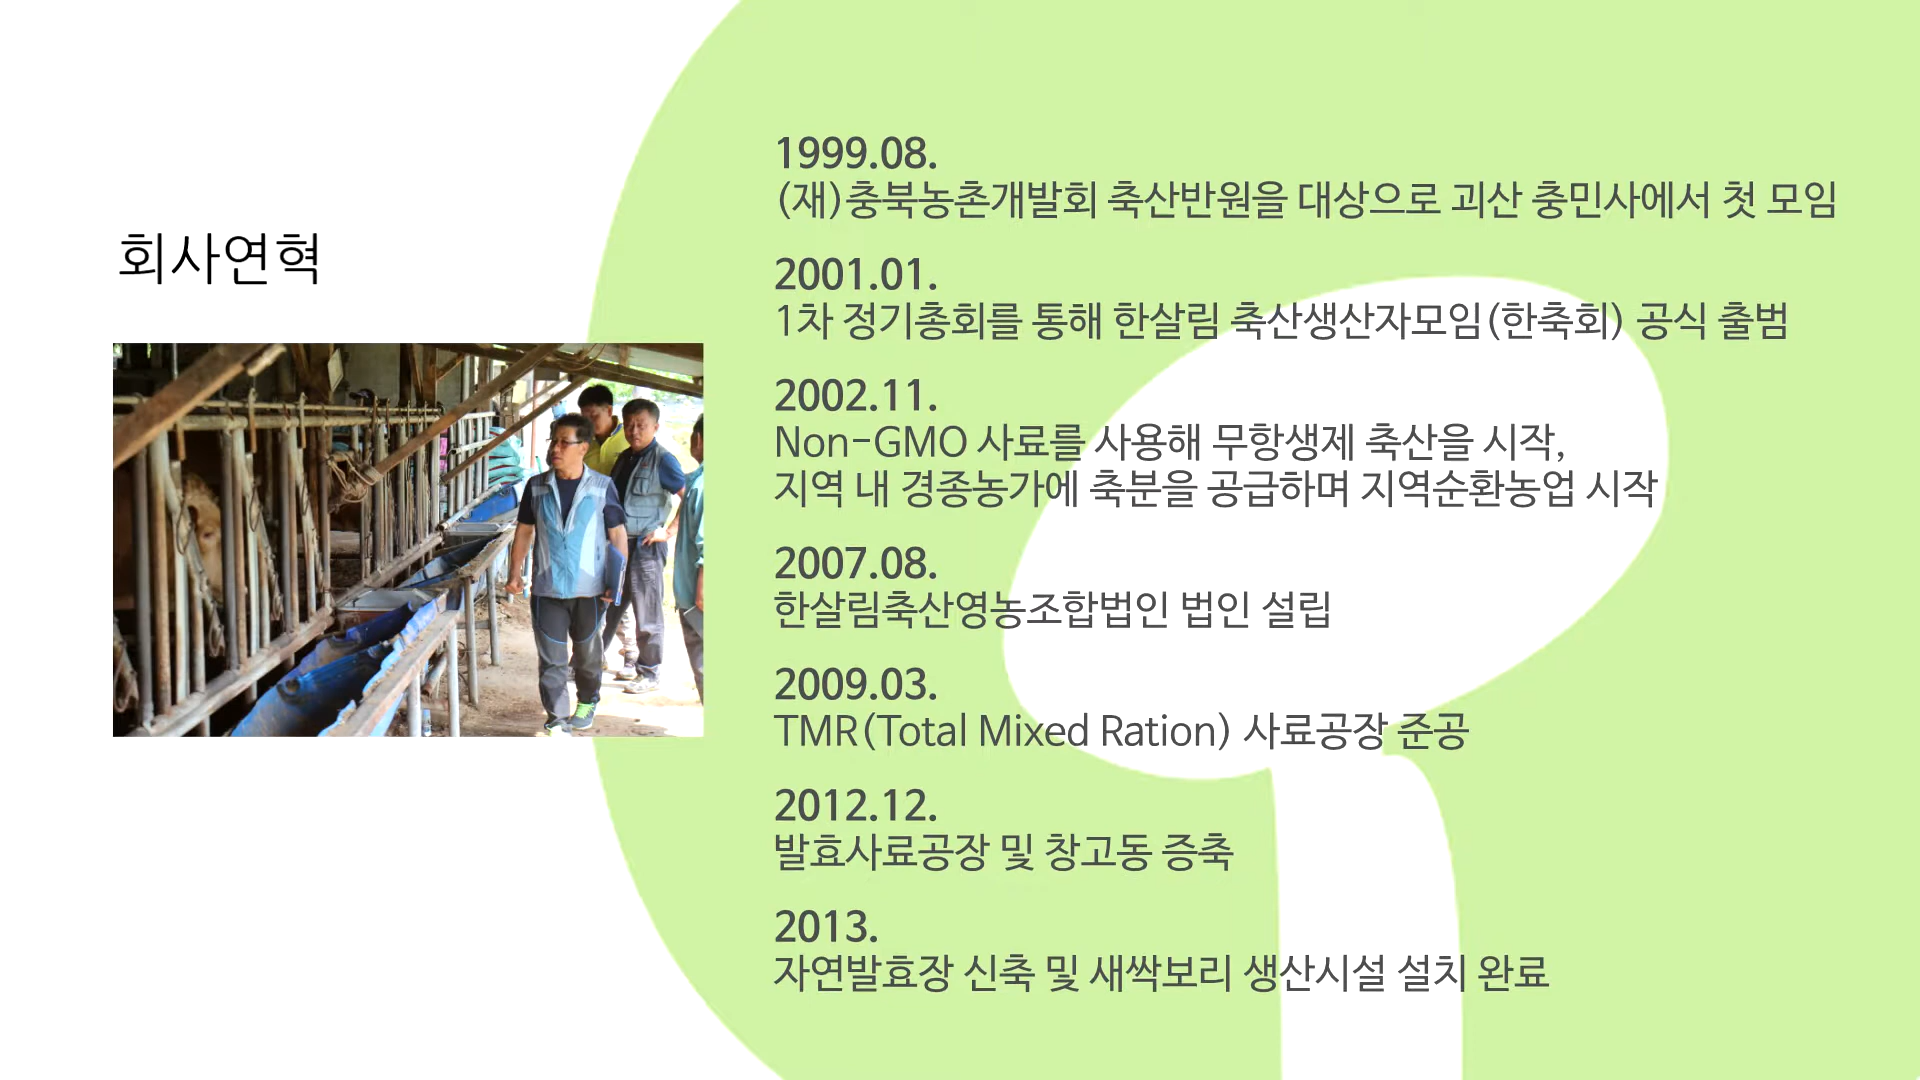 회사연혁
1999.08.
(재)충북농촌개발회 축산반원을 대상으로 괴산 충민사에서 첫 모임
2001.01.
1차 정기총회를 통해 한살림 축산생산자모임(한축회) 공식 출범
2002.11.
Non-GMO 사료를 사용해 무항생제 축산을 시작,
지역 내 경종농가에 축분을 공급하며 지역순환농업 시작
2007.08.
한살림축산영농조합법인 법인 설립
2009.03.
TMR(Total Mixed Ration) 사료공장 준공
2012.12.
발효사료공장 및 창고동 증축
2013.
자연발효장 신축 및 새싹보리 생산시설 설치 완료